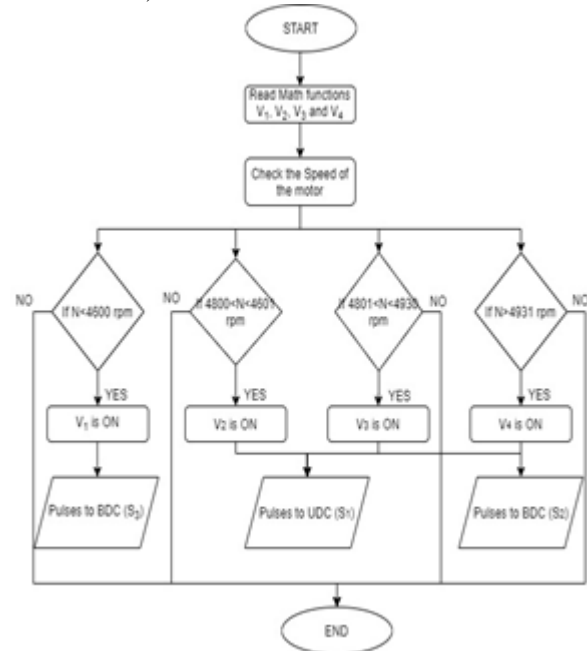 START
Read Math functions
V1, V2, V3 and V4
Check the Speed of
the motor
NO
If N<4600 rpm
YES
V1 is ON
Pulses to BDC (S3)
NO
If 4800<N<4601
rpm
YES
V2 is ON
If 4801<N<4930
rpm
NO
YES
V3 is ON
Pulses to UDC (S1)
If N>4931 rpm
NO
YES
V4 is ON
Pulses to BDC (S2)
END